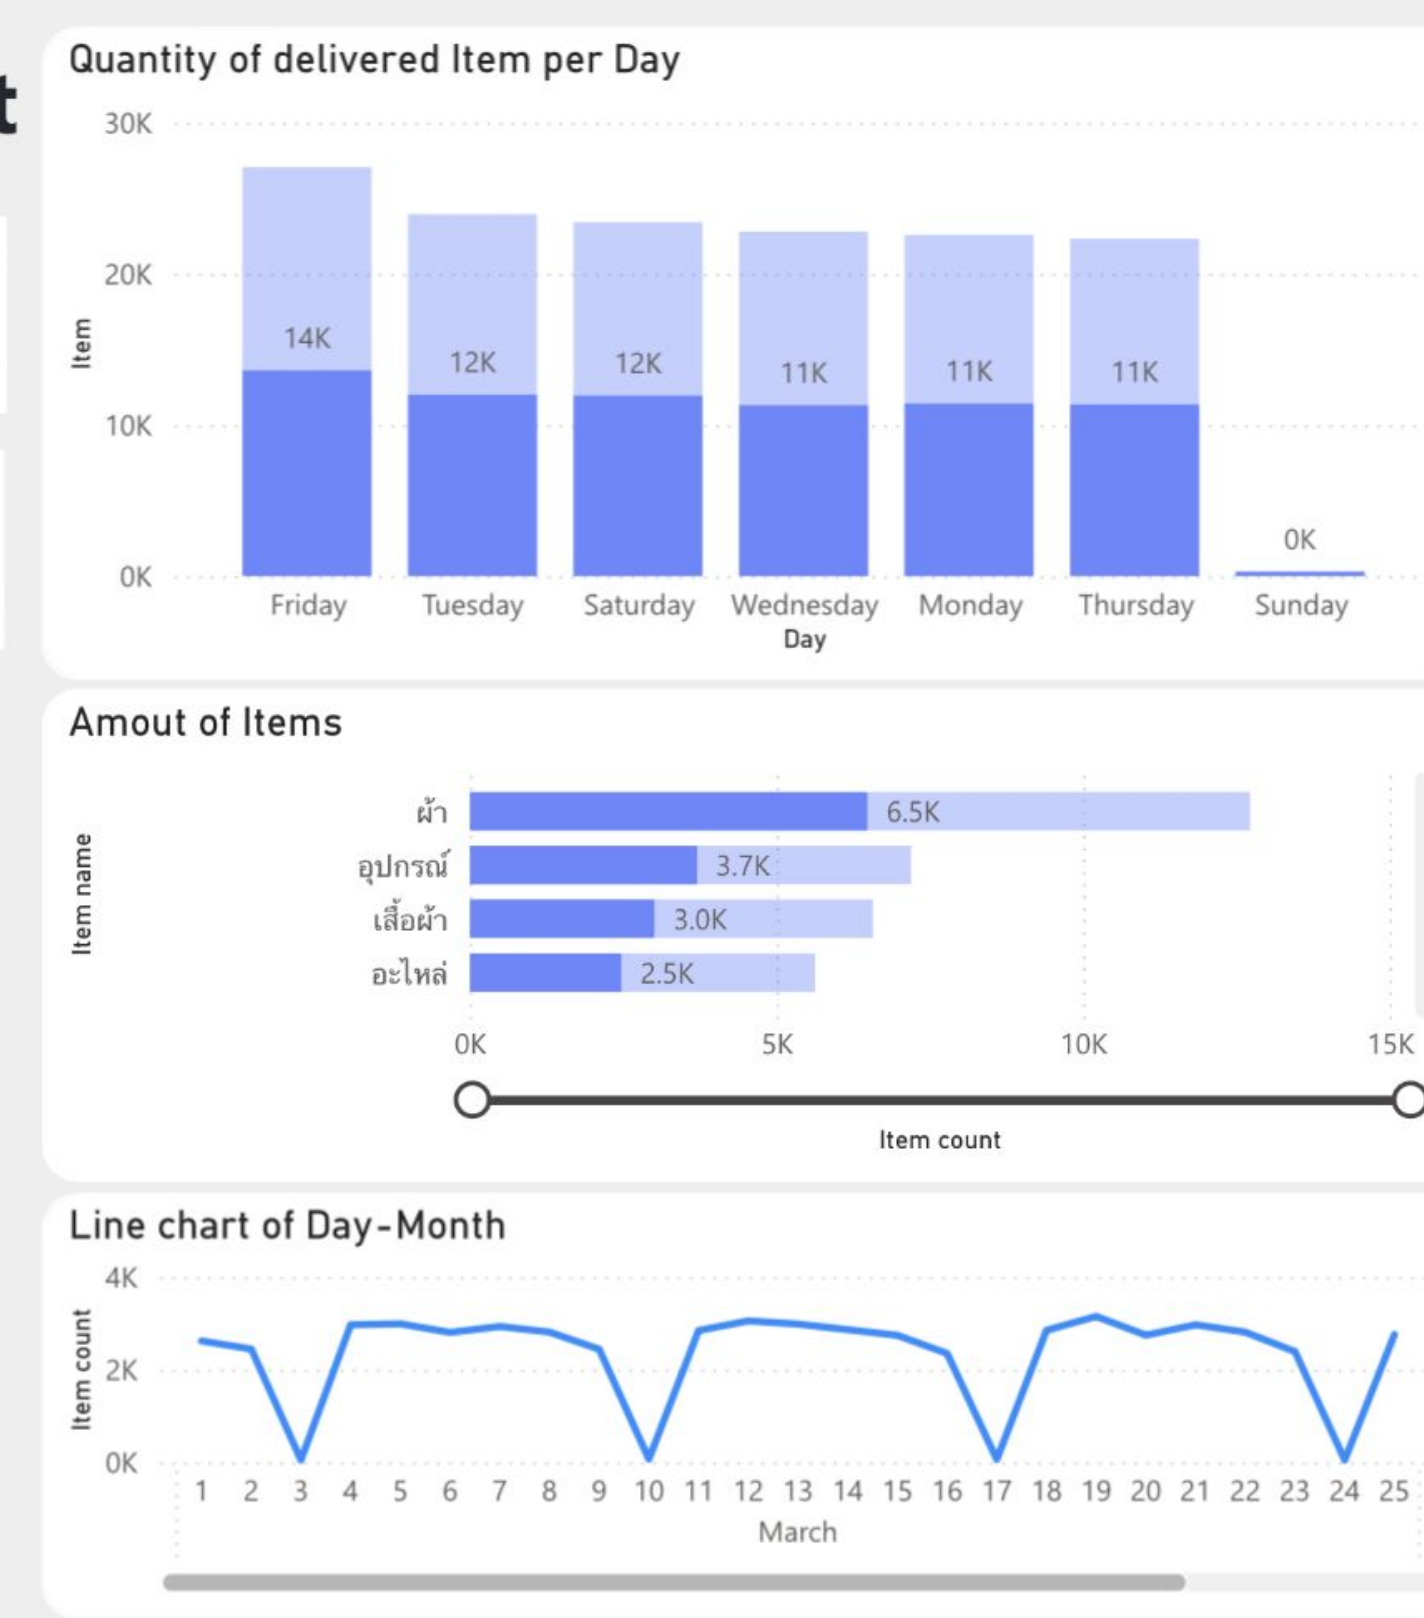 t
Quantity of delivered Item per Day
30K
20K
10K
0K
Item
14K 12K 12K 11K 11K 11K 0K
Friday Tuesday Saturday Wednesday Monday Thursday Sunday
Day
Amout of Items
Item name
ผ้า 6.5K
อุปกรณ์ 3.7K
เสื้อผ้า 3.0K
อะไหล่ 2.5K
0K 5K 10K 15K
Item count
Line chart of Day-Month
4K
2K
0K
Item count
1 2 3 4 5 6 7 8 9 10 11 12 13 14 15 16 17 18 19 20 21 22 23 24 25
March